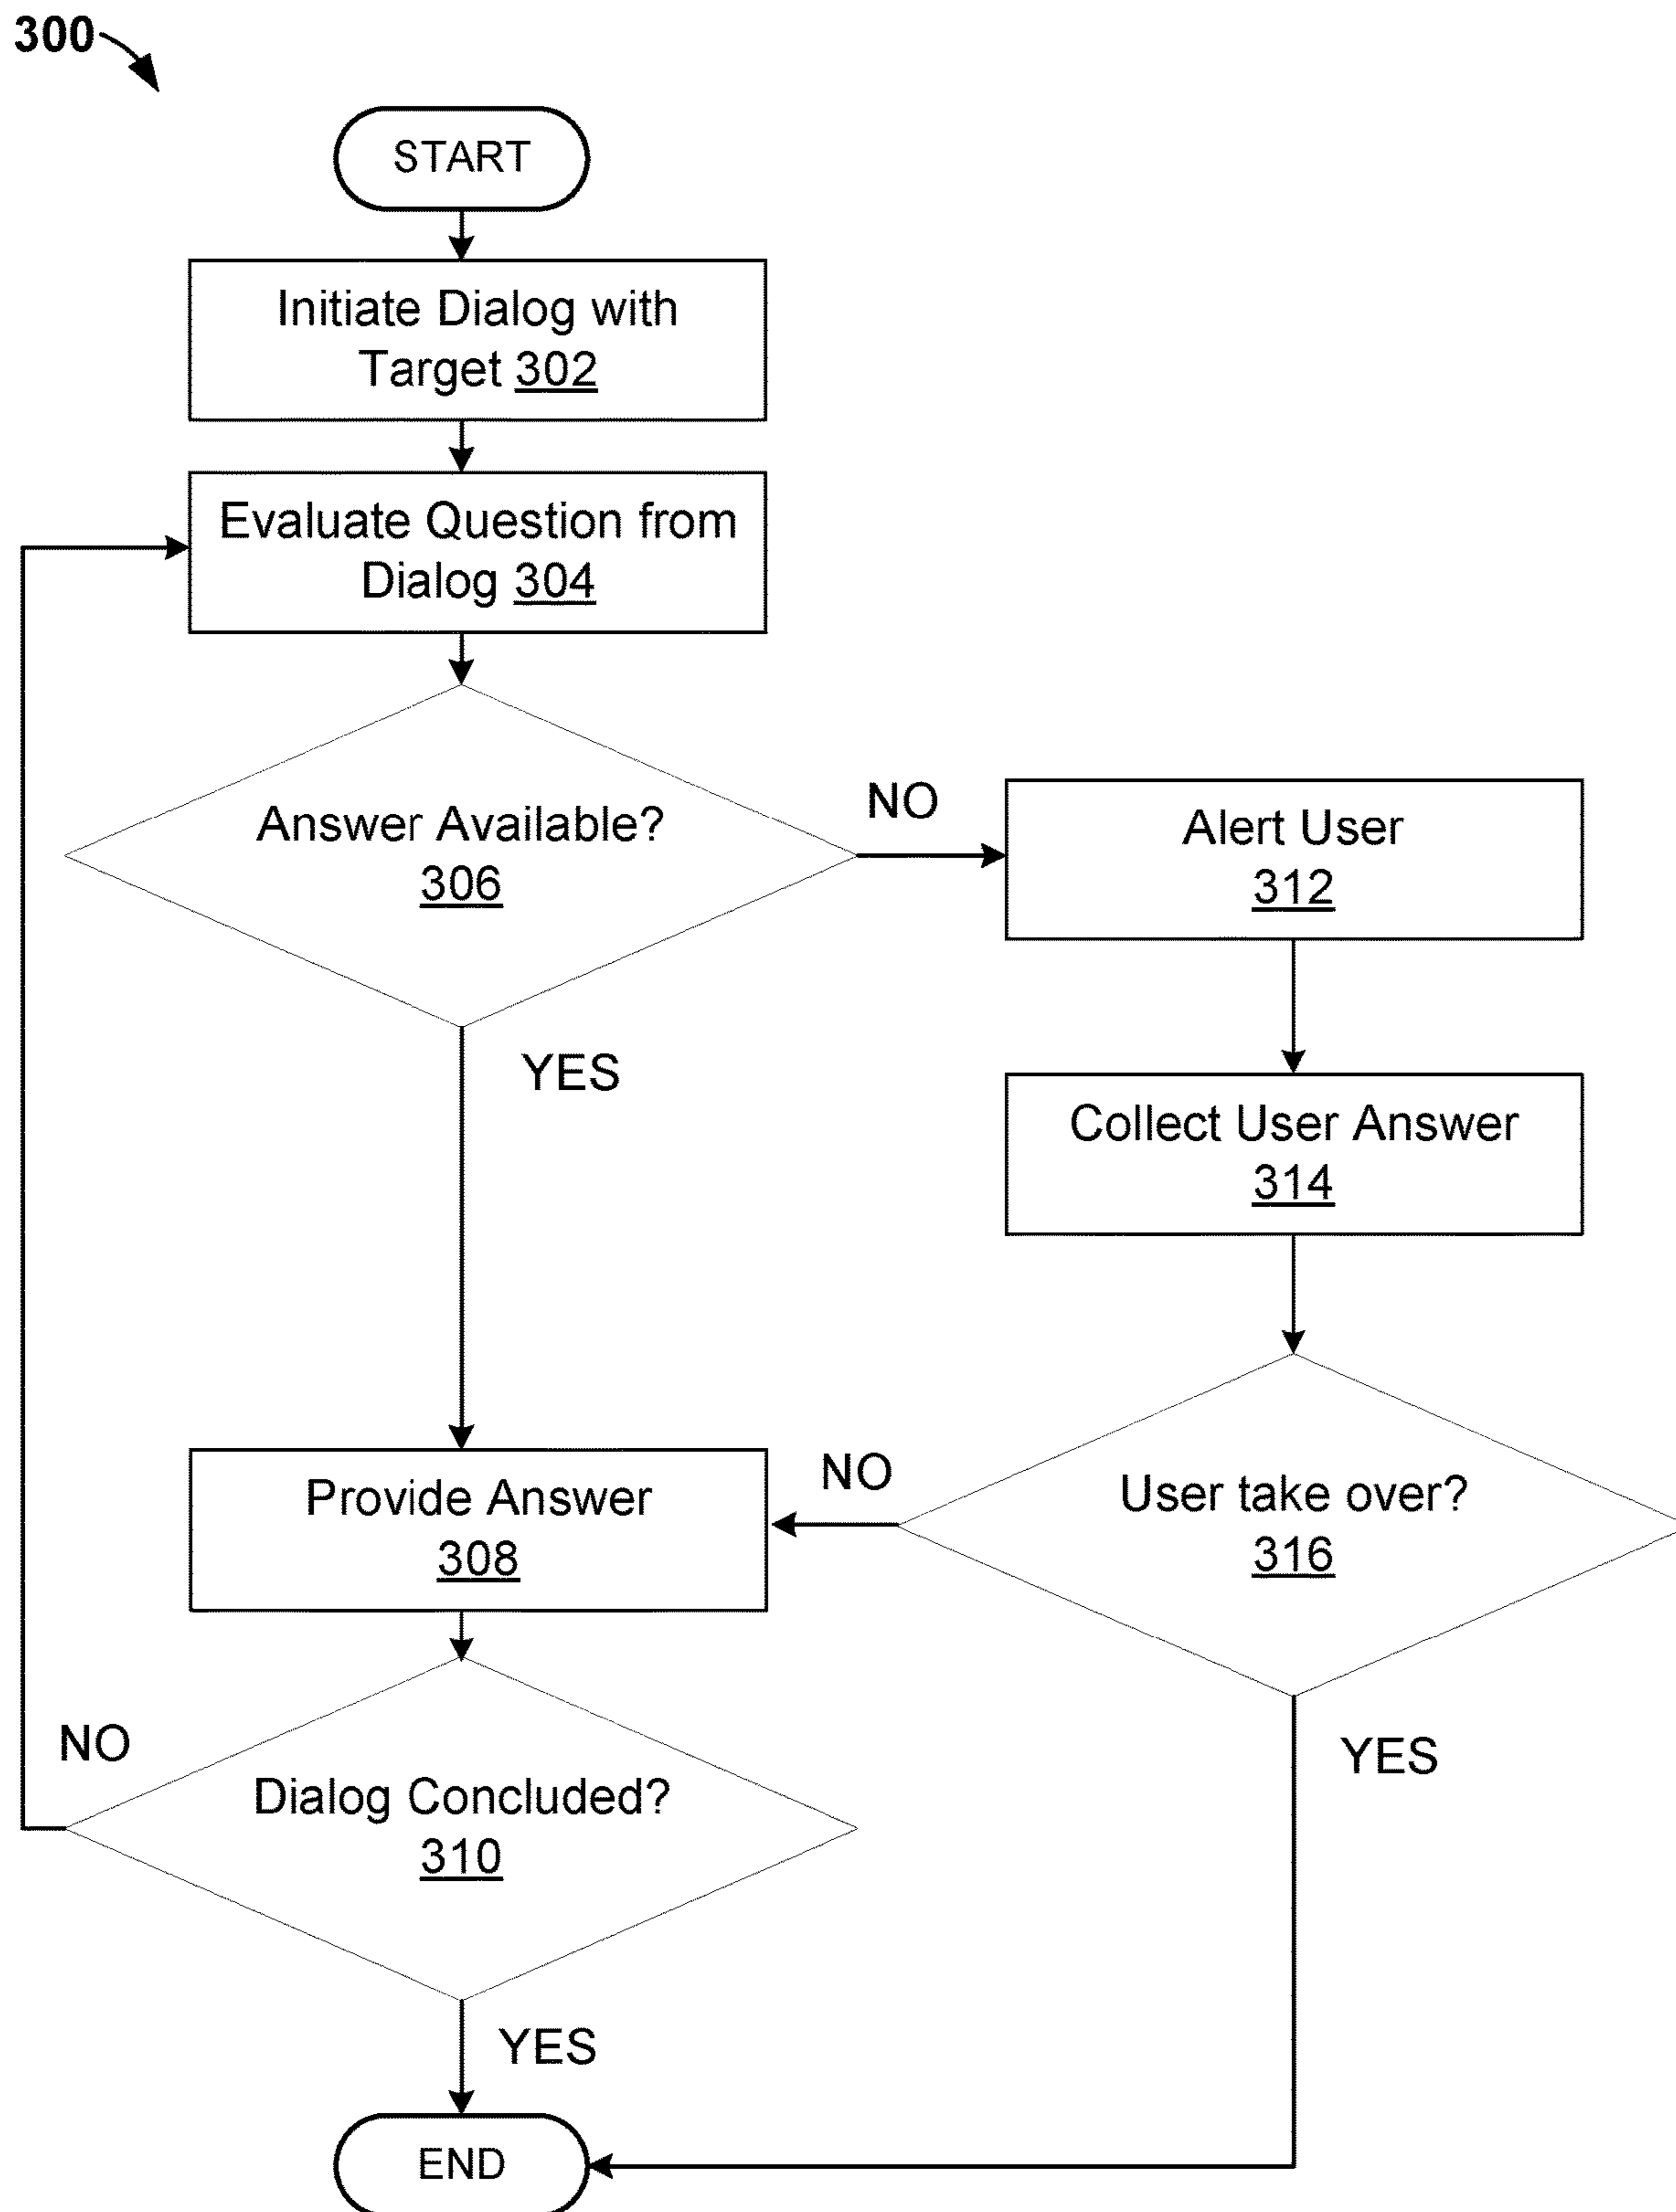 300
START
Initiate Dialog with
Target 302
Evaluate Question from
Dialog 304
Answer Available?
306
NO
Alert User
312
YES
Collect User Answer
314
Provide Answer
308
NO
User take over?
316
NO
Dialog Concluded?
310
YES
YES
END